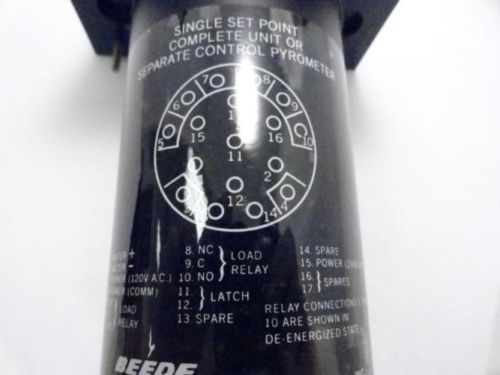 SINGLE SET POINT
COMPLETE UNIT OR
SEPARATE CONTROL PYROMETER
7 8
6 9
5 15 16 10
11
2
12
14 4
+
-
(120V A.C.)
(COMM)
LOAD
RELAY
8. NC
9. C
10. NO
LOAD
RELAY
11.
12.
LATCH
13. SPARE
14. SPARE
15. POWER
16.
17.
SPARES
RELAY CONNECTIONS
10 ARE SHOWN IN
DE-ENERGIZED STATE
BEEDE
INC